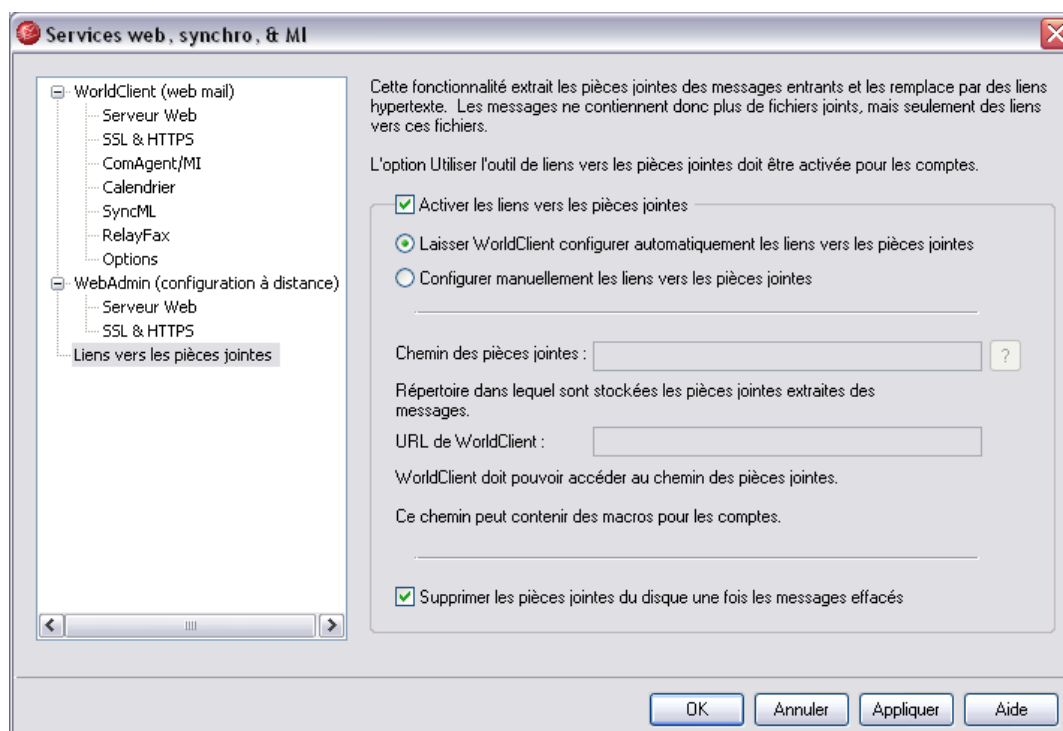 Services web, synchro, & MI
WorldClient (web mail)
Serveur Web
SSL & HTTPS
ComAgent/MI
Calendrier
SyncML
RelayFax
Options
WebAdmin (configuration à distance)
Serveur Web
SSL & HTTPS
Liens vers les pièces jointes
Cette fonctionnalité extrait les pièces jointes des messages entrants et les remplace par des liens
hypertexte. Les messages ne contiennent donc plus de fichiers joints, mais seulement des liens
vers ces fichiers.
L'option Utiliser l'outil de liens vers les pièces jointes doit être activée pour les comptes.
Activer les liens vers les pièces jointes
Laisser WorldClient configurer automatiquement les liens vers les pièces jointes
Configurer manuellement les liens vers les pièces jointes
Chemin des pièces jointes :
?
Répertoire dans lequel sont stockées les pièces jointes extraites des
messages.
URL de WorldClient :
WorldClient doit pouvoir accéder au chemin des pièces jointes.
Ce chemin peut contenir des macros pour les comptes.
Supprimer les pièces jointes du disque une fois les messages effacés
OK
Annuler
Appliquer
Aide